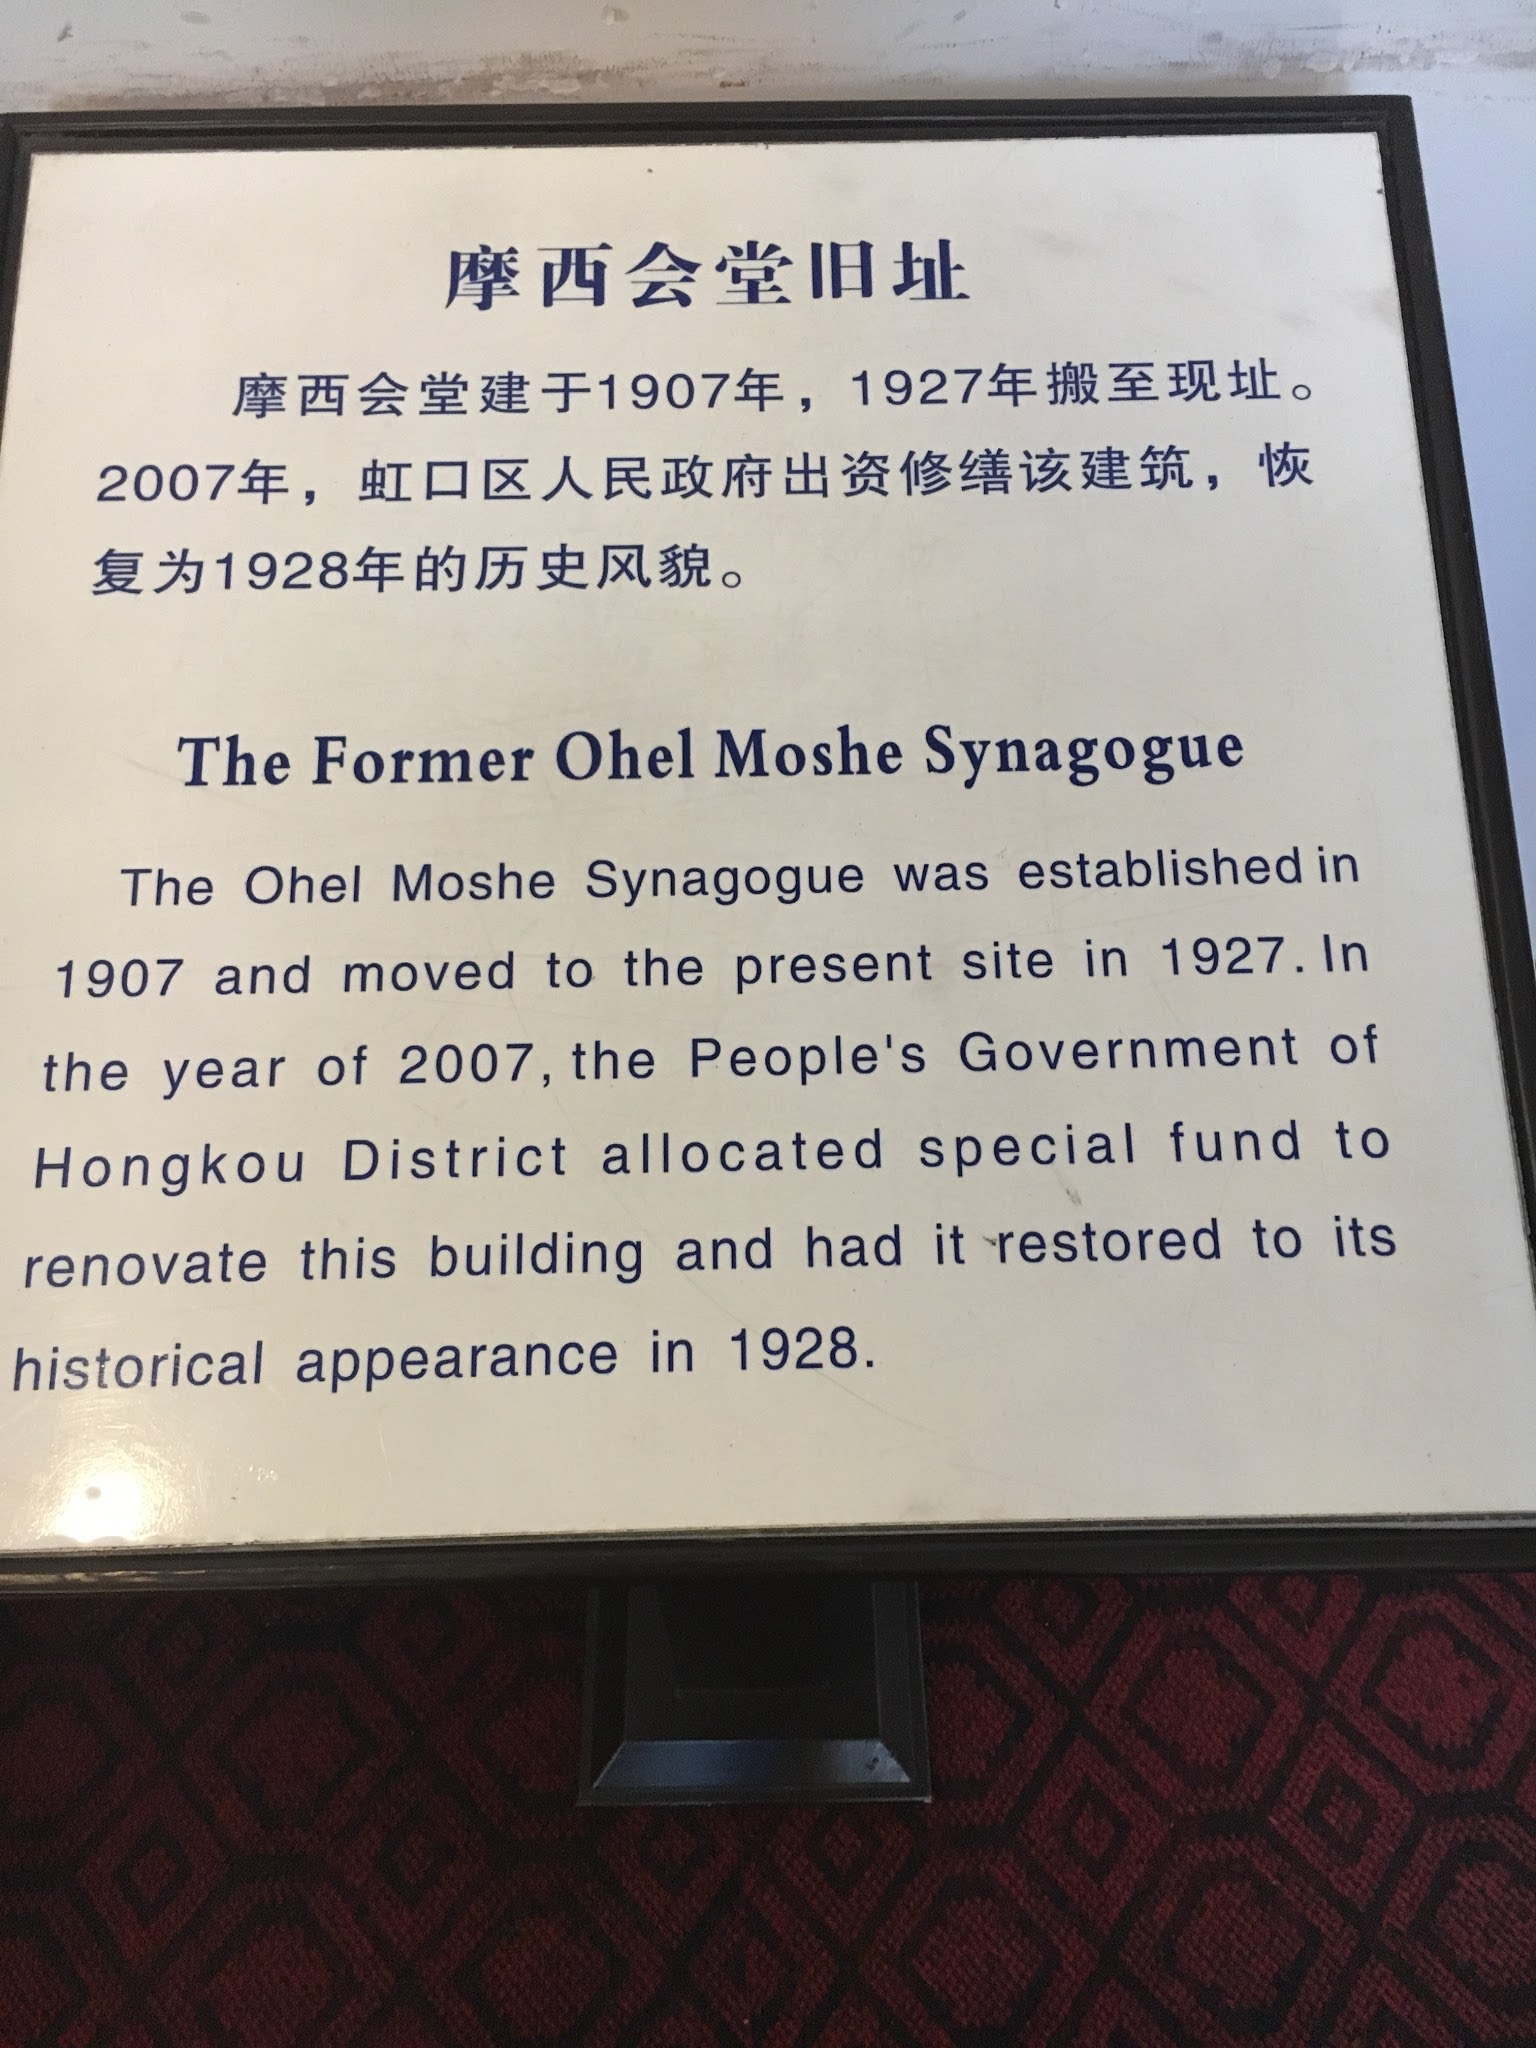 摩西会堂旧址
摩西会堂建于1907年，1927年搬至现址。
2007年，虹口区人民政府出资修缮该建筑，恢
复为1928年的历史风貌。
The Former Ohel Moshe Synagogue
The Ohel Moshe Synagogue was established in
1907 and moved to the present site in 1927. In
the year of 2007, the People's Government of
Hongkou District allocated special fund to
renovate this building and had it restored to its
historical appearance in 1928.